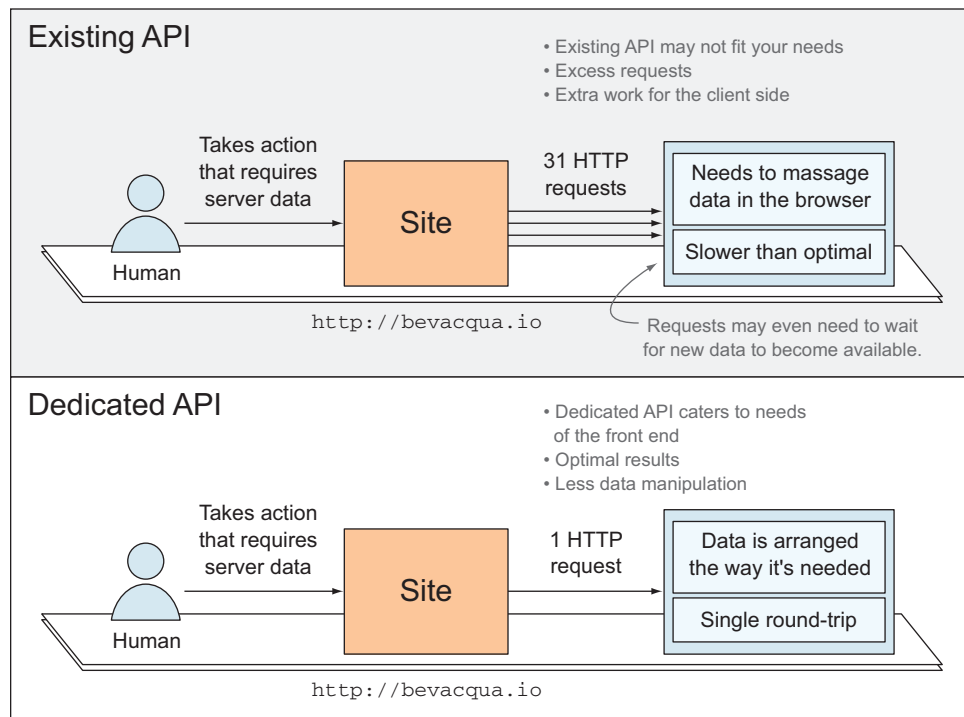 Existing API
• Existing API may not fit your needs
• Excess requests
• Extra work for the client side
Takes action
that requires
server data
Human
Site
31 HTTP
requests
Needs to massage
data in the browser
Slower than optimal
http://bevacqua.io
Requests may even need to wait
for new data to become available.
Dedicated API
• Dedicated API caters to needs
of the front end
• Optimal results
• Less data manipulation
Takes action
that requires
server data
Human
Site
1 HTTP
request
Data is arranged
the way it's needed
Single round-trip
http://bevacqua.io